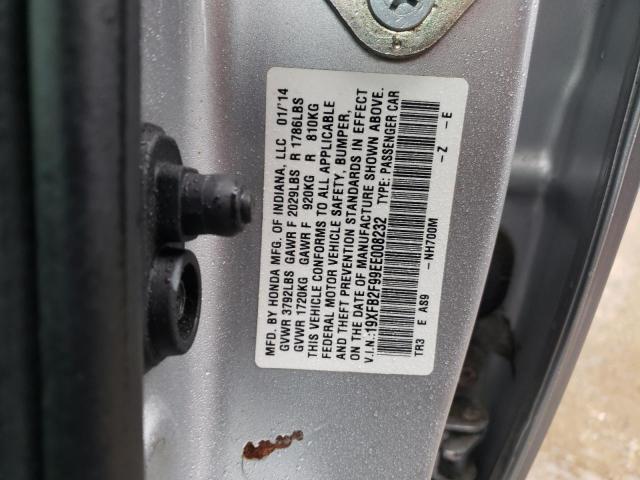 MFD. BY HONDA MFG. OF INDIANA, LLC 01/'14
GVWR 3792LBS GAWR F 2029LBS R 1786LBS
GVWR 1720KG GAWR F 920KG R 810KG
THIS VEHICLE CONFORMS TO ALL APPLICABLE
FEDERAL MOTOR VEHICLE SAFETY, BUMPER,
AND THEFT PREVENTION STANDARDS IN EFFECT
ON THE DATE OF MANUFACTURE SHOWN ABOVE.
V.I.N.:19XFB2F99EE008232 TYPE: PASSENGER CAR
-NH700M -Z -E
TR3 E AS9